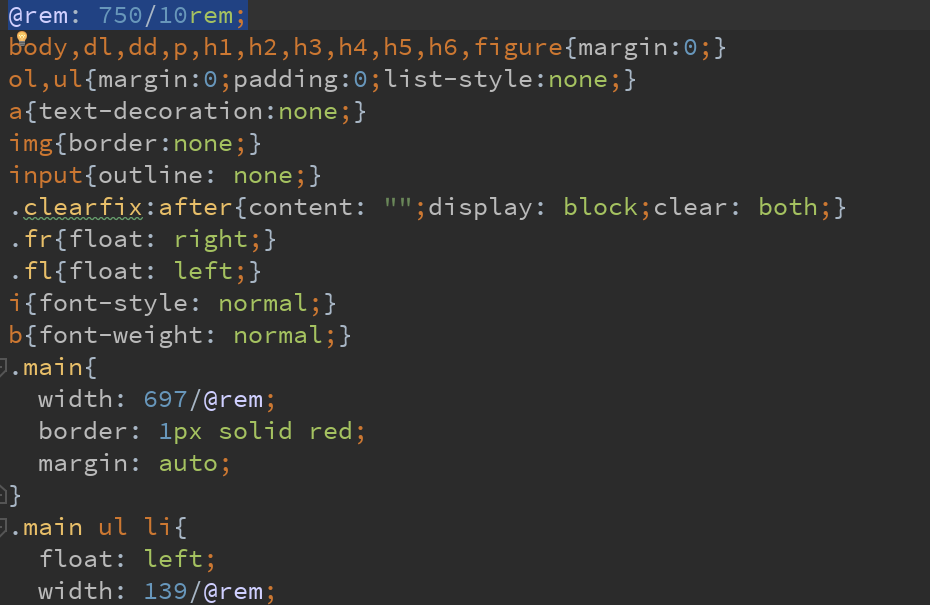 @rem: 750/10rem;
body,dl,dd,p,h1,h2,h3,h4,h5,h6,figure{margin:0;}
ol,ul{margin:0;padding:0;list-style:none;}
a{text-decoration:none;}
img{border:none;}
input{outline: none;}
.clearfix:after{content: "";display: block;clear: both;}
.fr{float: right;}
.fl{float: left;}
i{font-style: normal;}
b{font-weight: normal;}
.main{
  width: 697/@rem;
  border: 1px solid red;
  margin: auto;
}
.main ul li{
  float: left;
  width: 139/@rem;